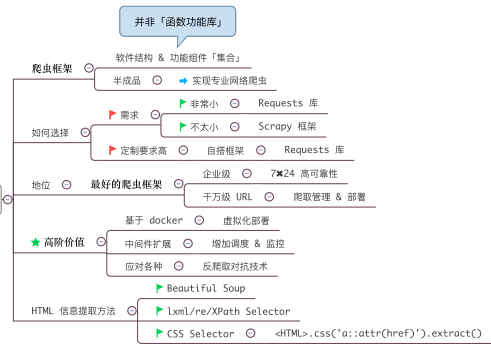 并非「函数功能库」
爬虫框架
软件结构 & 功能组件「集合」
半成品
实现专业网络爬虫
如何选择
需求
非常小
Requests 库
不太小
Scrapy 框架
定制要求高
自搭框架
Requests 库
地位
最好的爬虫框架
企业级
7✖24 高可靠性
千万级 URL
爬取管理 & 部署
高阶价值
基于 docker
虚拟化部署
中间件扩展
增加调度 & 监控
应对各种
反爬取对抗技术
HTML 信息提取方法
Beautiful Soup
lxml/re/XPath Selector
CSS Selector
<HTML>.css('a::attr(href)').extract()